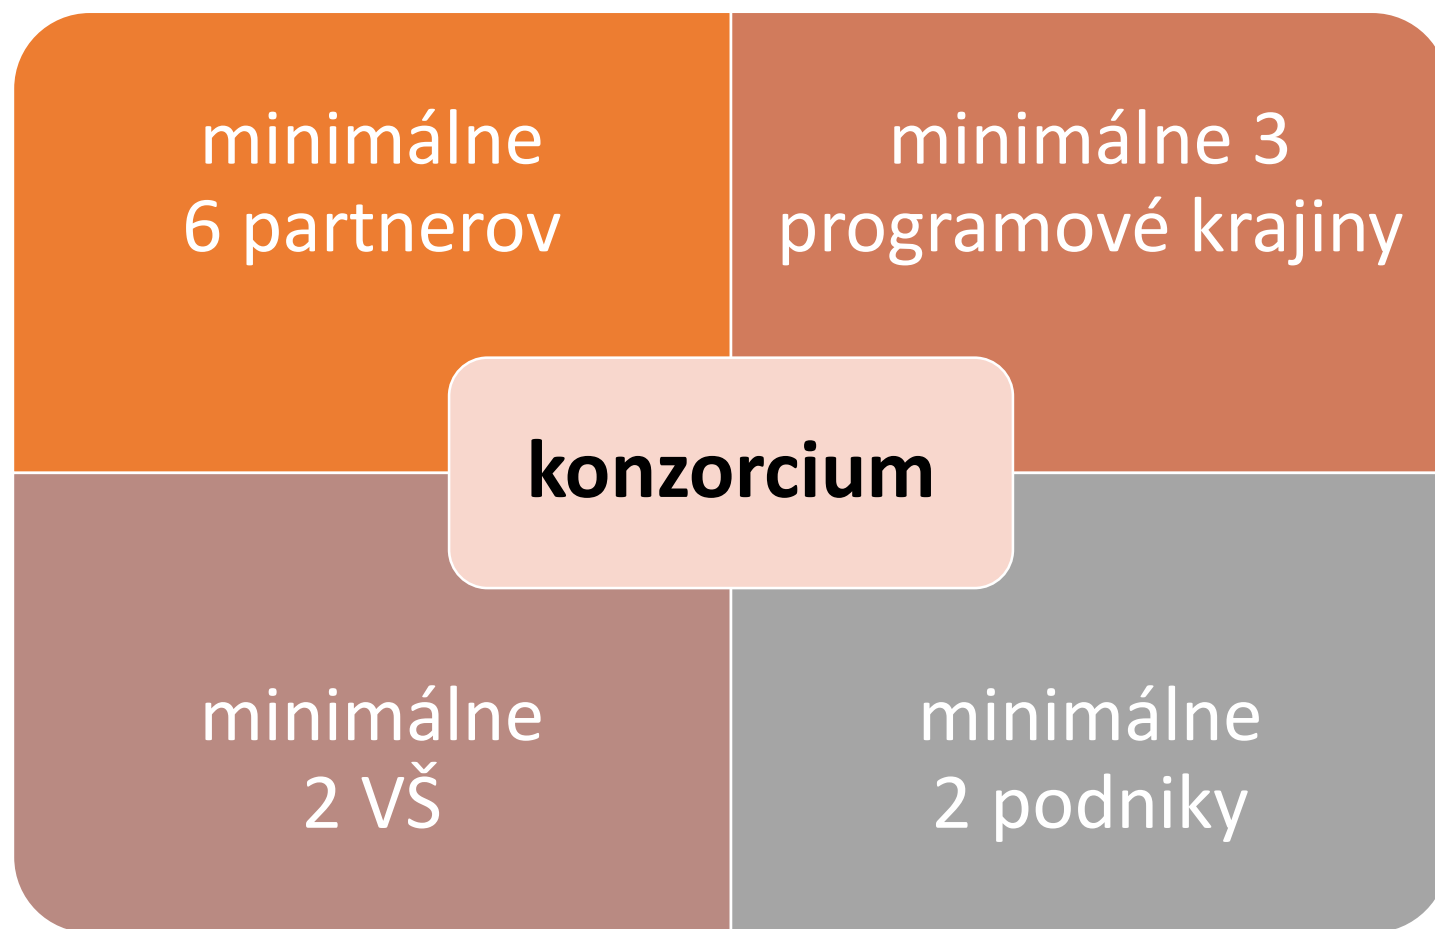 minimálne
6 partnerov
minimálne 3
programové krajiny
konzorcium
minimálne
2 VŠ
minimálne
2 podniky